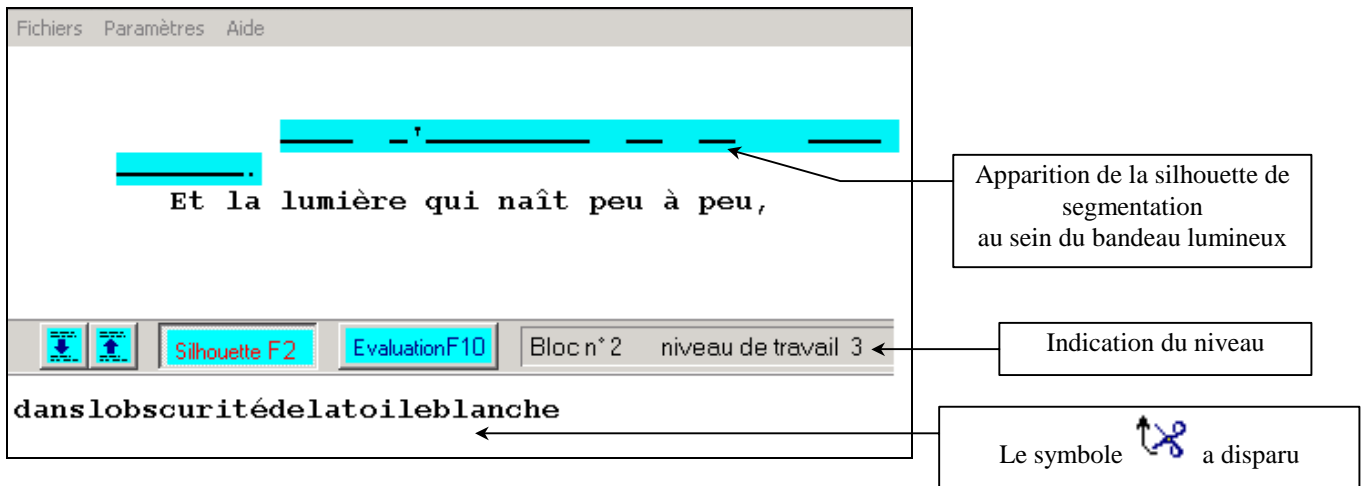 Fichiers Paramètres Aide
Et la lumière qui naît peu à peu,
Silhouette F2 EvaluationF10 Bloc n° 2 niveau de travail 3
danslobscuritédelatoileblanche
Apparition de la silhouette de
segmentation
au sein du bandeau lumineux
Indication du niveau
Le symbole a disparu